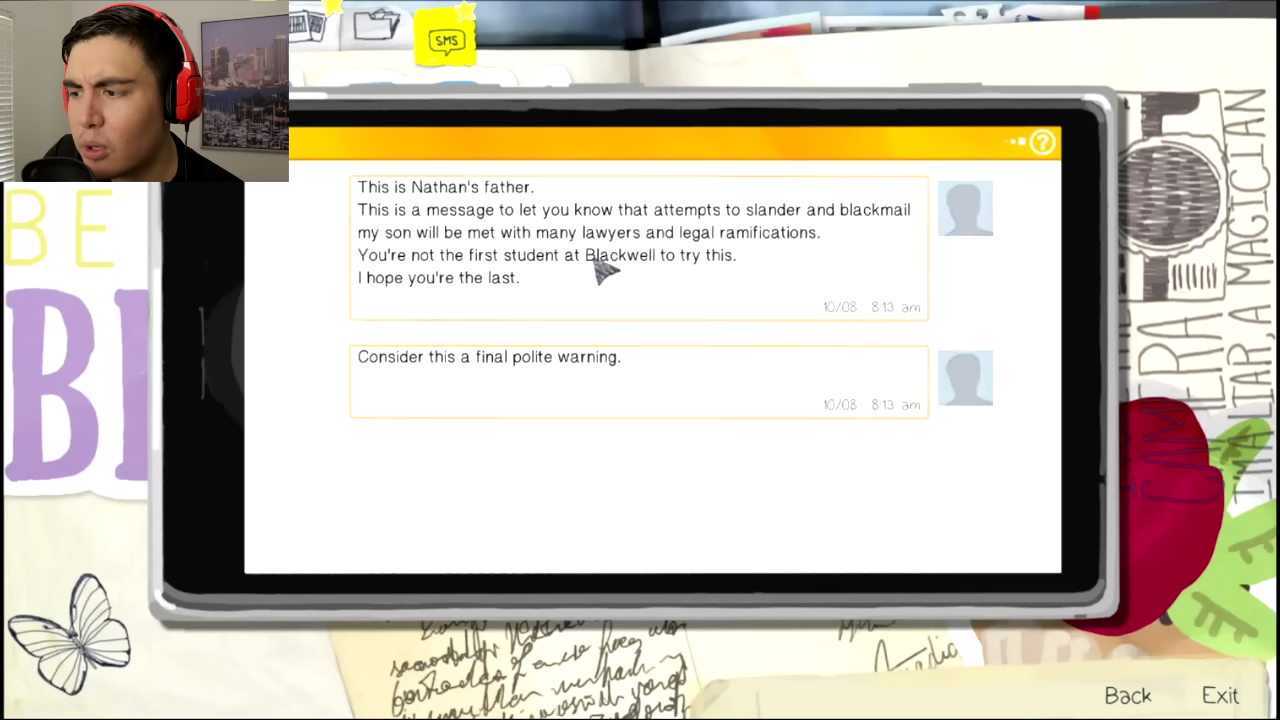 SMS
?
This is Nathan's father.
This is a message to let you know that attempts to slander and blackmail
my son will be met with many lawyers and legal ramifications.
You're not the first student at Blackwell to try this.
I hope you're the last.
10/08 8:13 am
Consider this a final polite warning.
10/08 8:13 am
BE
I'M A LIAR, A MAGICIAN
Back
Exit